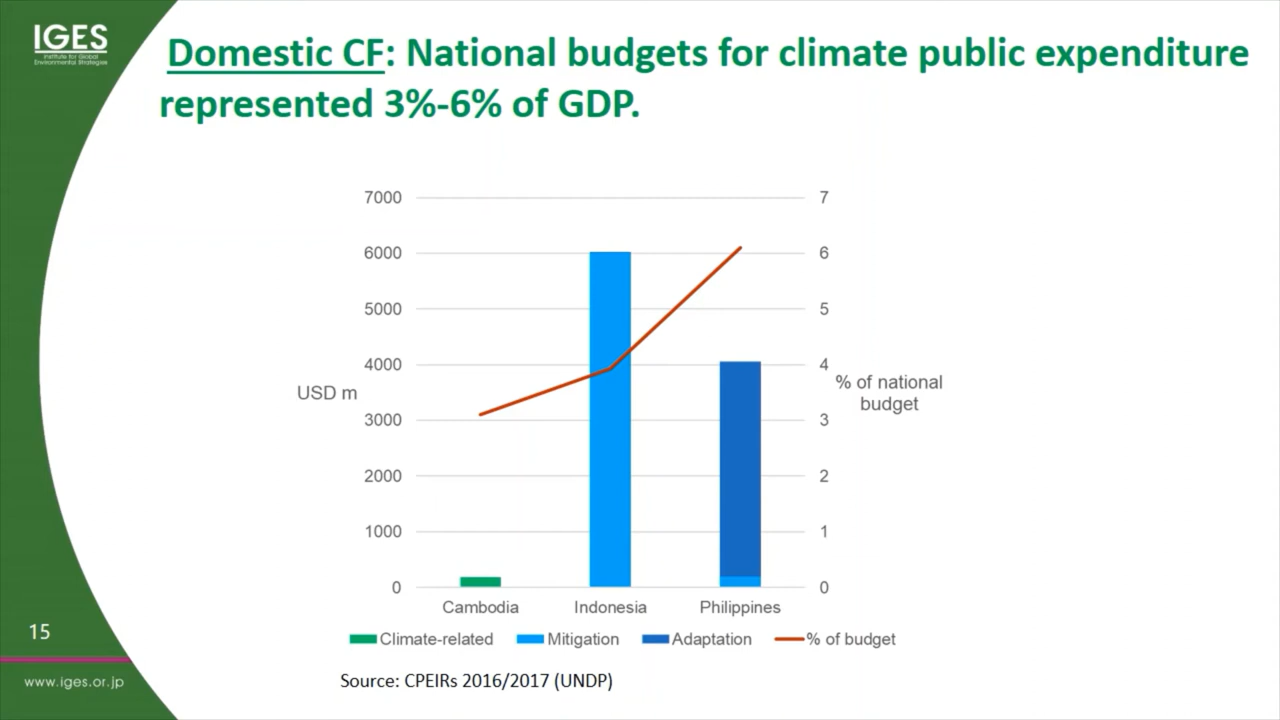 IGES
Institute for Global
Environmental Strategies
Domestic CF: National budgets for climate public expenditure
represented 3%-6% of GDP.
7000 7
6000 6
5000 5
4000 4
USD m
% of national
budget
3000 3
2000 2
1000 1
0 0
Cambodia Indonesia Philippines
Climate-related Mitigation Adaptation % of budget
15
Source: CPEIRs 2016/2017 (UNDP)
www.iges.or.jp